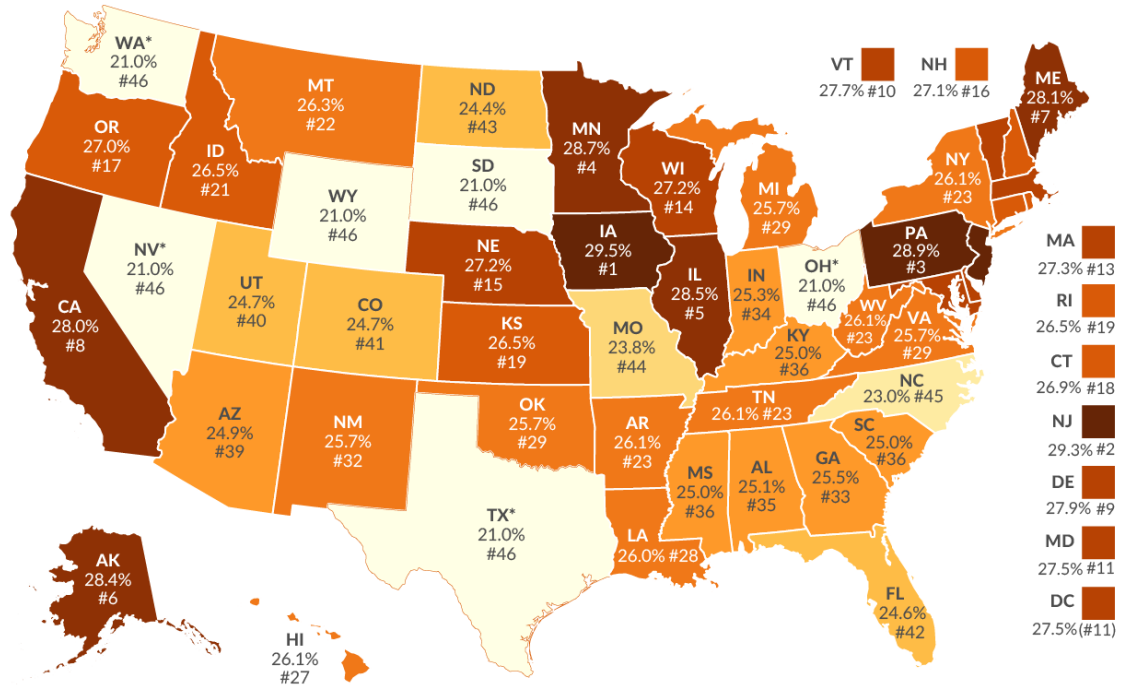 WA*
21.0%
#46
MT
26.3%
#22
ND
24.4%
#43
MN
28.7%
#4
VT
27.7% #10
NH
27.1% #16
ME
28.1%
#7
OR
27.0%
#17
ID
26.5%
#21
SD
21.0%
#46
WI
27.2%
#14
MI
25.7%
#29
NY
26.1%
#23
WY
21.0%
#46
NV*
21.0%
#46
UT
24.7%
#40
CO
24.7%
#41
NE
27.2%
#15
IA
29.5%
#1
IL
28.5%
#5
IN
25.3%
#34
OH*
21.0%
#46
PA
28.9%
#3
MA
27.3% #13
RI
26.5% #19
CT
26.9% #18
NJ
29.3% #2
DE
27.9% #9
MD
27.5% #11
DC
27.5%(#11)
CA
28.0%
#8
KS
26.5%
#19
MO
23.8%
#44
KY
25.0%
#36
WV
26.1%
#23
VA
25.7%
#29
AZ
24.9%
#39
NM
25.7%
#32
OK
25.7%
#29
AR
26.1%
#23
TN
26.1% #23
NC
23.0% #45
SC
25.0%
#36
MS
25.0%
#36
AL
25.1%
#35
GA
25.5%
#33
TX*
21.0%
#46
LA
26.0% #28
FL
24.6%
#42
AK
28.4%
#6
HI
26.1%
#27